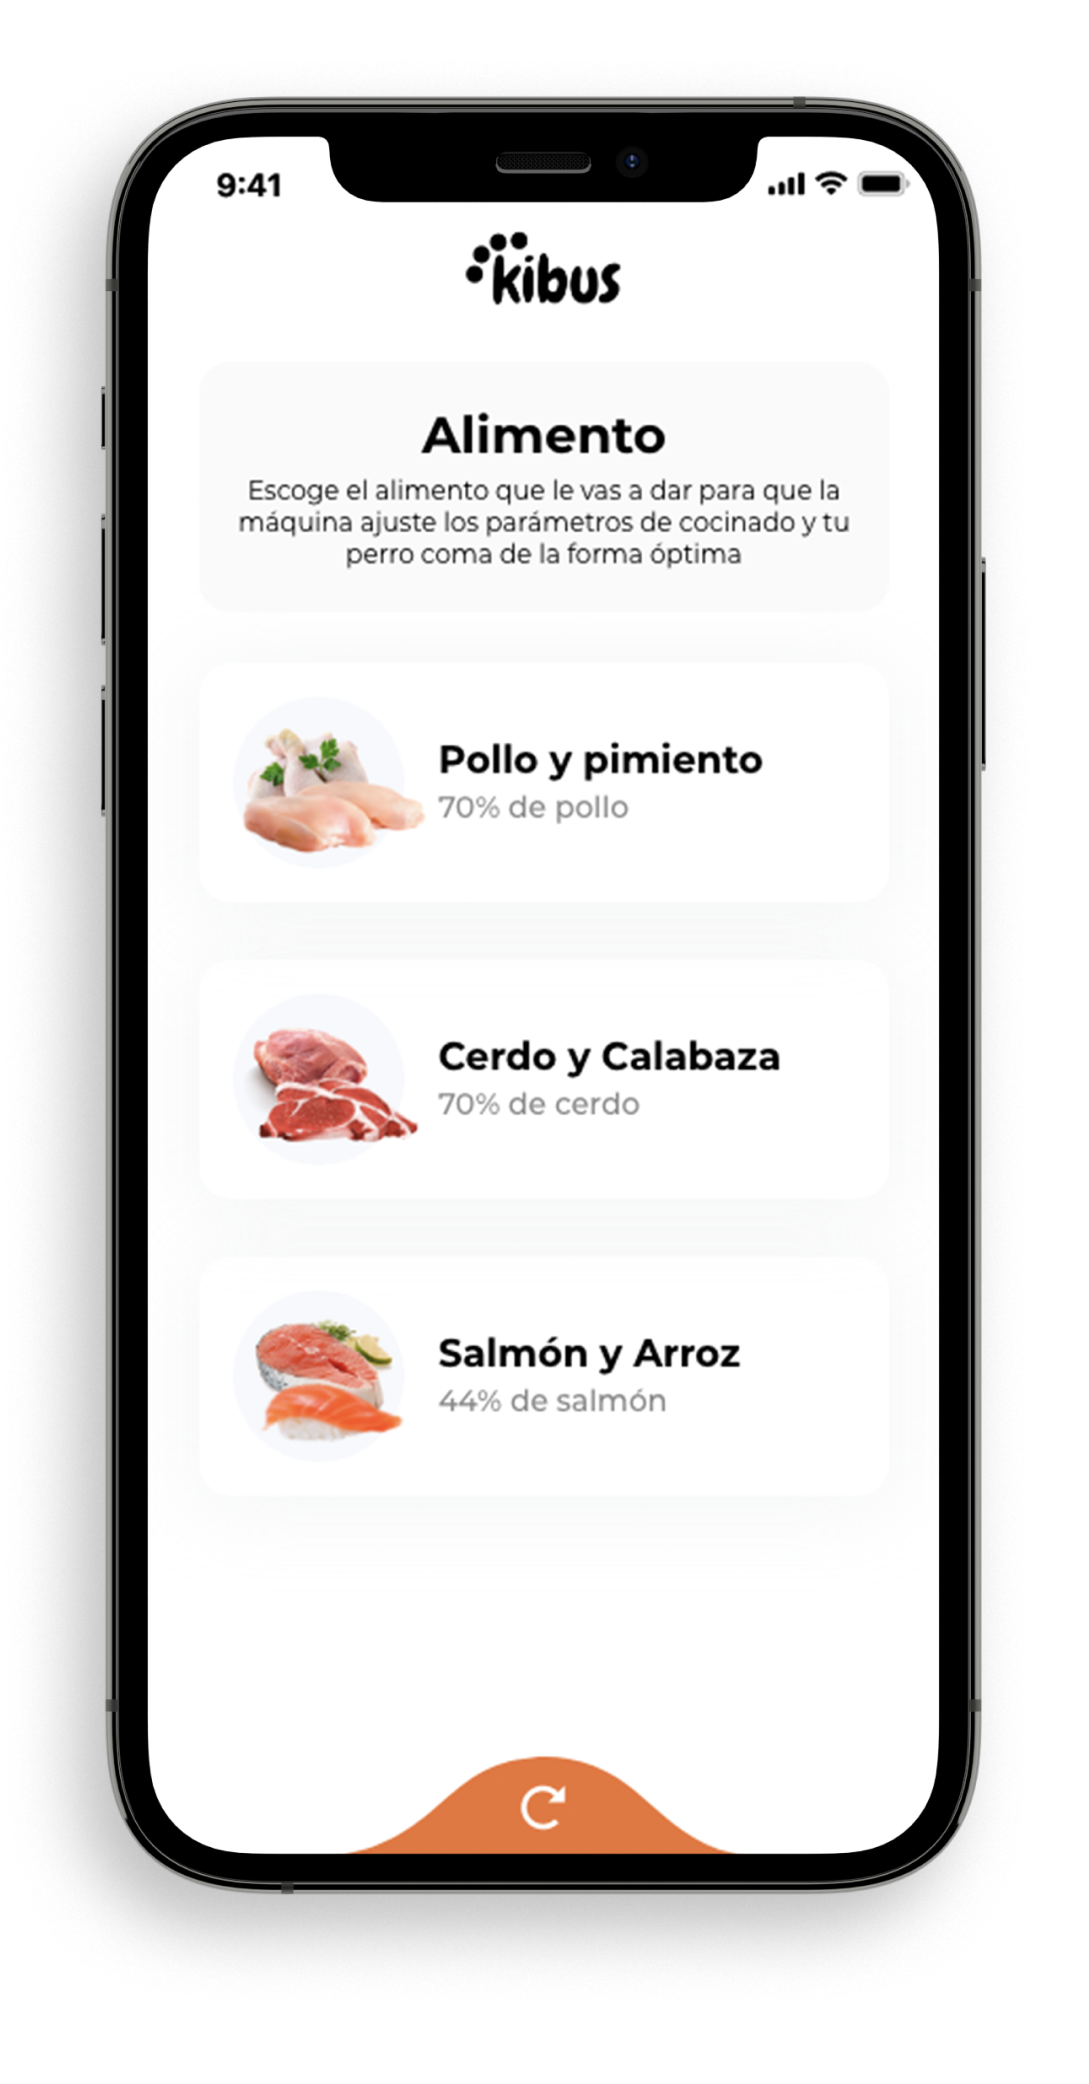 9:41
kibus
Alimento
Escoge el alimento que le vas a dar para que la
máquina ajuste los parámetros de cocinado y tu
perro coma de la forma óptima
Pollo y pimiento
70% de pollo
Cerdo y Calabaza
70% de cerdo
Salmón y Arroz
44% de salmón